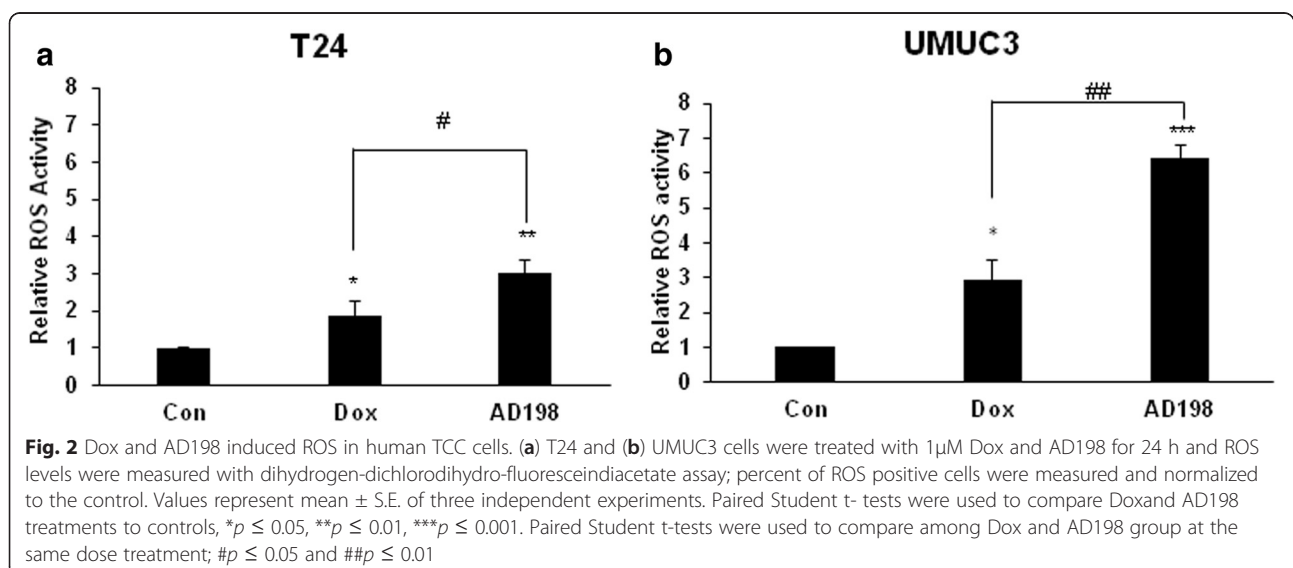 a
T24
Relative ROS Activity
8
7
6
5
4
3
2
1
0
#
*
**
Con Dox AD198
b
UMUC3
Relative ROS activity
8
7
6
5
4
3
2
1
0
##
*
***
Con Dox AD198
Fig. 2 Dox and AD198 induced ROS in human TCC cells. (a) T24 and (b) UMUC3 cells were treated with 1μM Dox and AD198 for 24 h and ROS
levels were measured with dihydrogen-dichlorodihydro-fluoresceindiacetate assay; percent of ROS positive cells were measured and normalized
to the control. Values represent mean ± S.E. of three independent experiments. Paired Student t- tests were used to compare Doxand AD198
treatments to controls, *p ≤ 0.05, **p ≤ 0.01, ***p ≤ 0.001. Paired Student t-tests were used to compare among Dox and AD198 group at the
same dose treatment; #p ≤ 0.05 and ##p ≤ 0.01